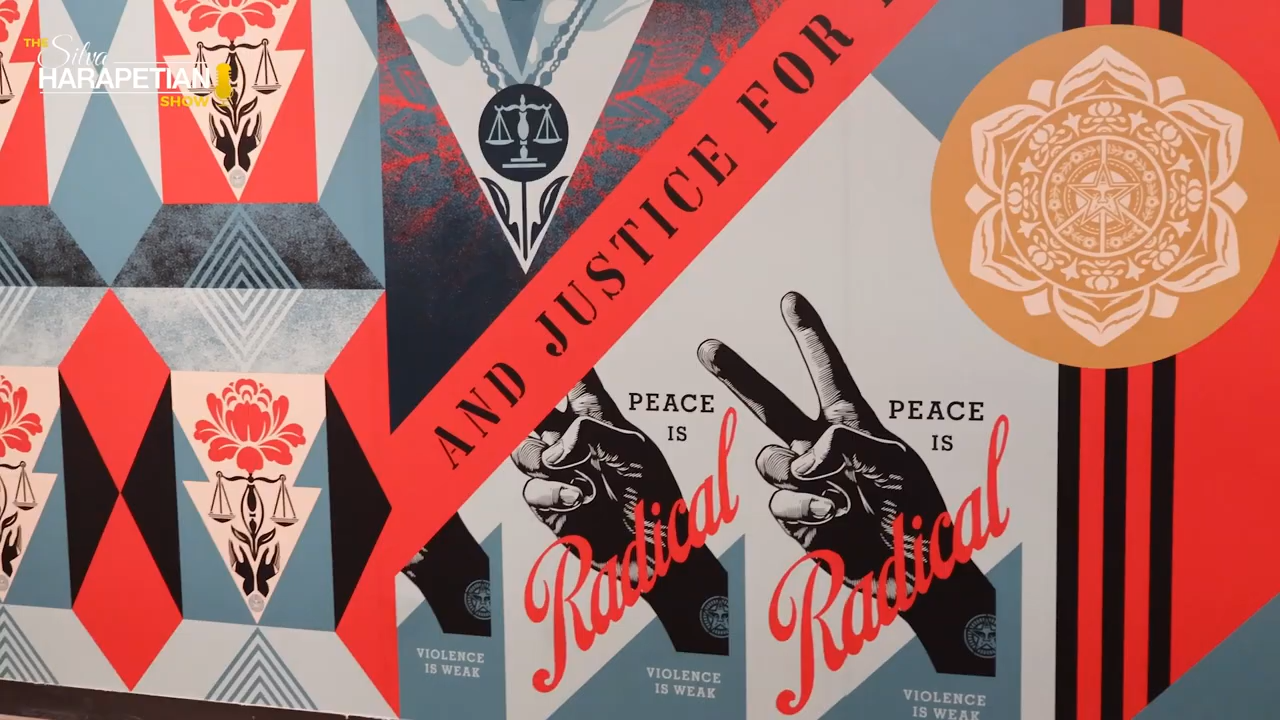 THE
Silva
HARAPETIAN
SHOW
AND JUSTICE FOR
PEACE
IS
Radical
VIOLENCE
IS WEAK
PEACE
IS
Radical
VIOLENCE
IS WEAK
VIOLENCE
IS WEAK